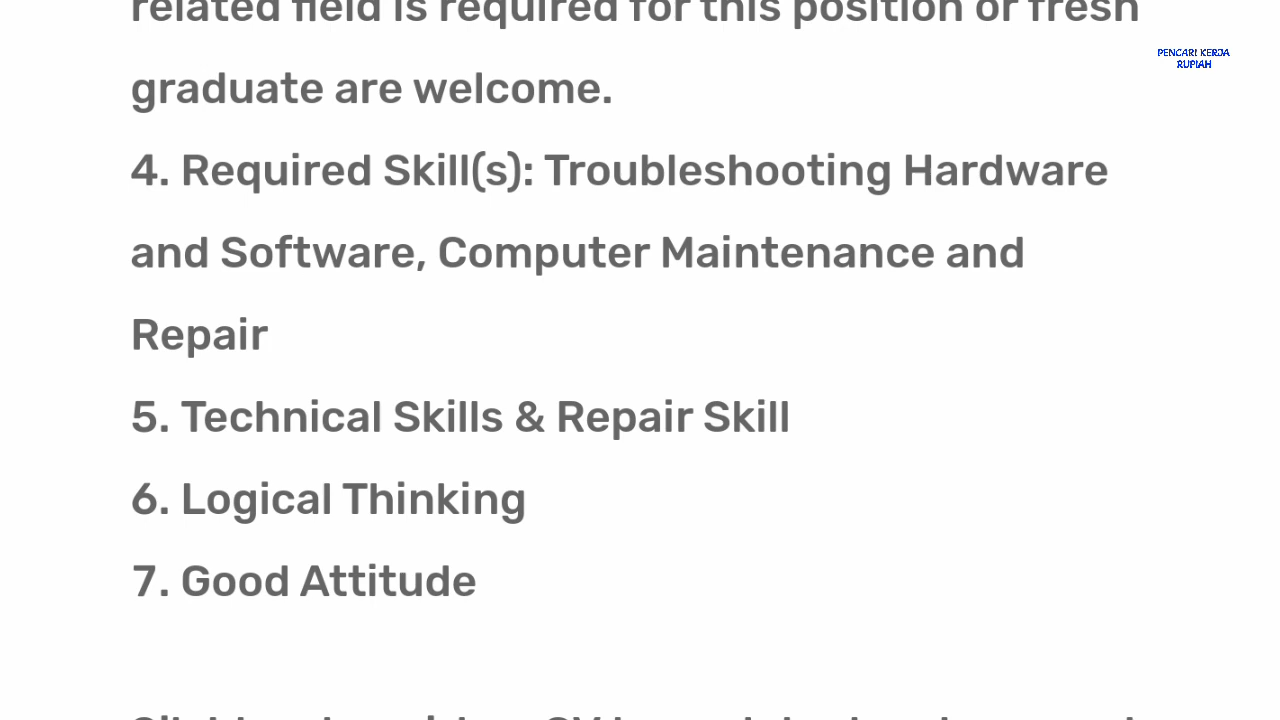 related field is required for this position or fresh
PENCARI KERJA
RUPIAH
graduate are welcome.
4. Required Skill(s): Troubleshooting Hardware
and Software, Computer Maintenance and
Repair
5. Technical Skills & Repair Skill
6. Logical Thinking
7. Good Attitude